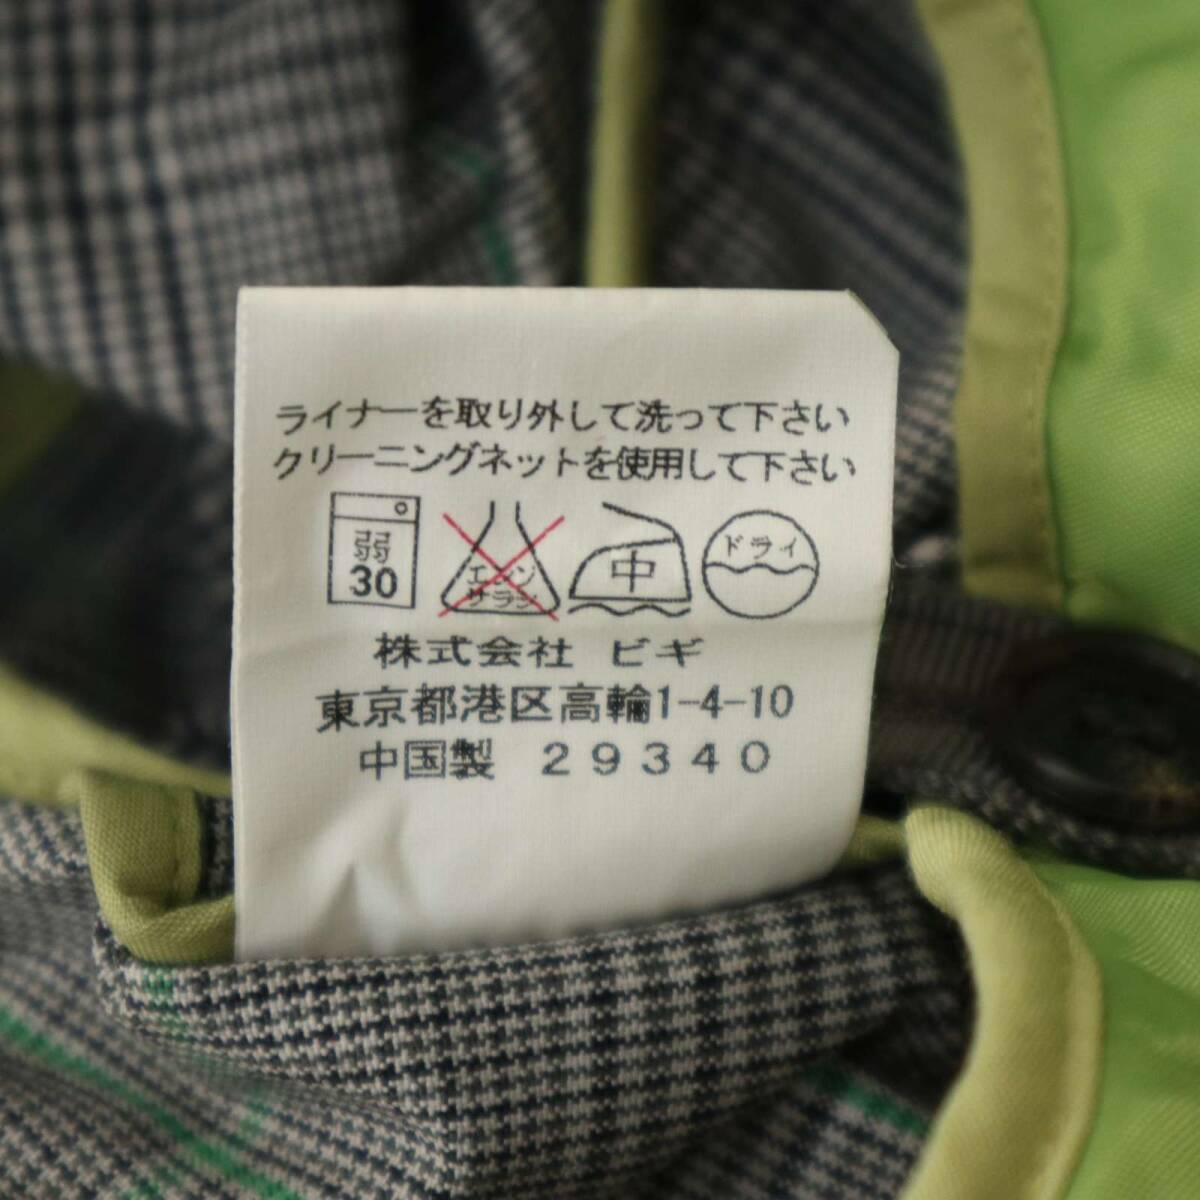 ライナーを取り外して洗って下さい
クリーニングネットを使用して下さい
弱
30
エンソ
サラシ
中
ドライ
株式会社 ビギ
東京都港区高輪1-4-10
中国製 29340